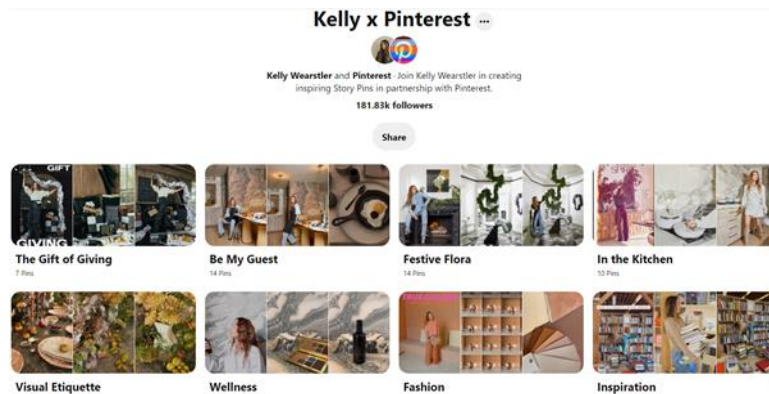 Kelly x Pinterest
Kelly Wearstler and Pinterest · Join Kelly Wearstler in creating
inspiring Story Pins in partnership with Pinterest.
181.83k followers
Share
GIFT
GIVING
The Gift of Giving
7 Pins
Be My Guest
14 Pins
Festive Flora
14 Pins
In the Kitchen
10 Pins
Visual Etiquette
Wellness
Fashion
Inspiration